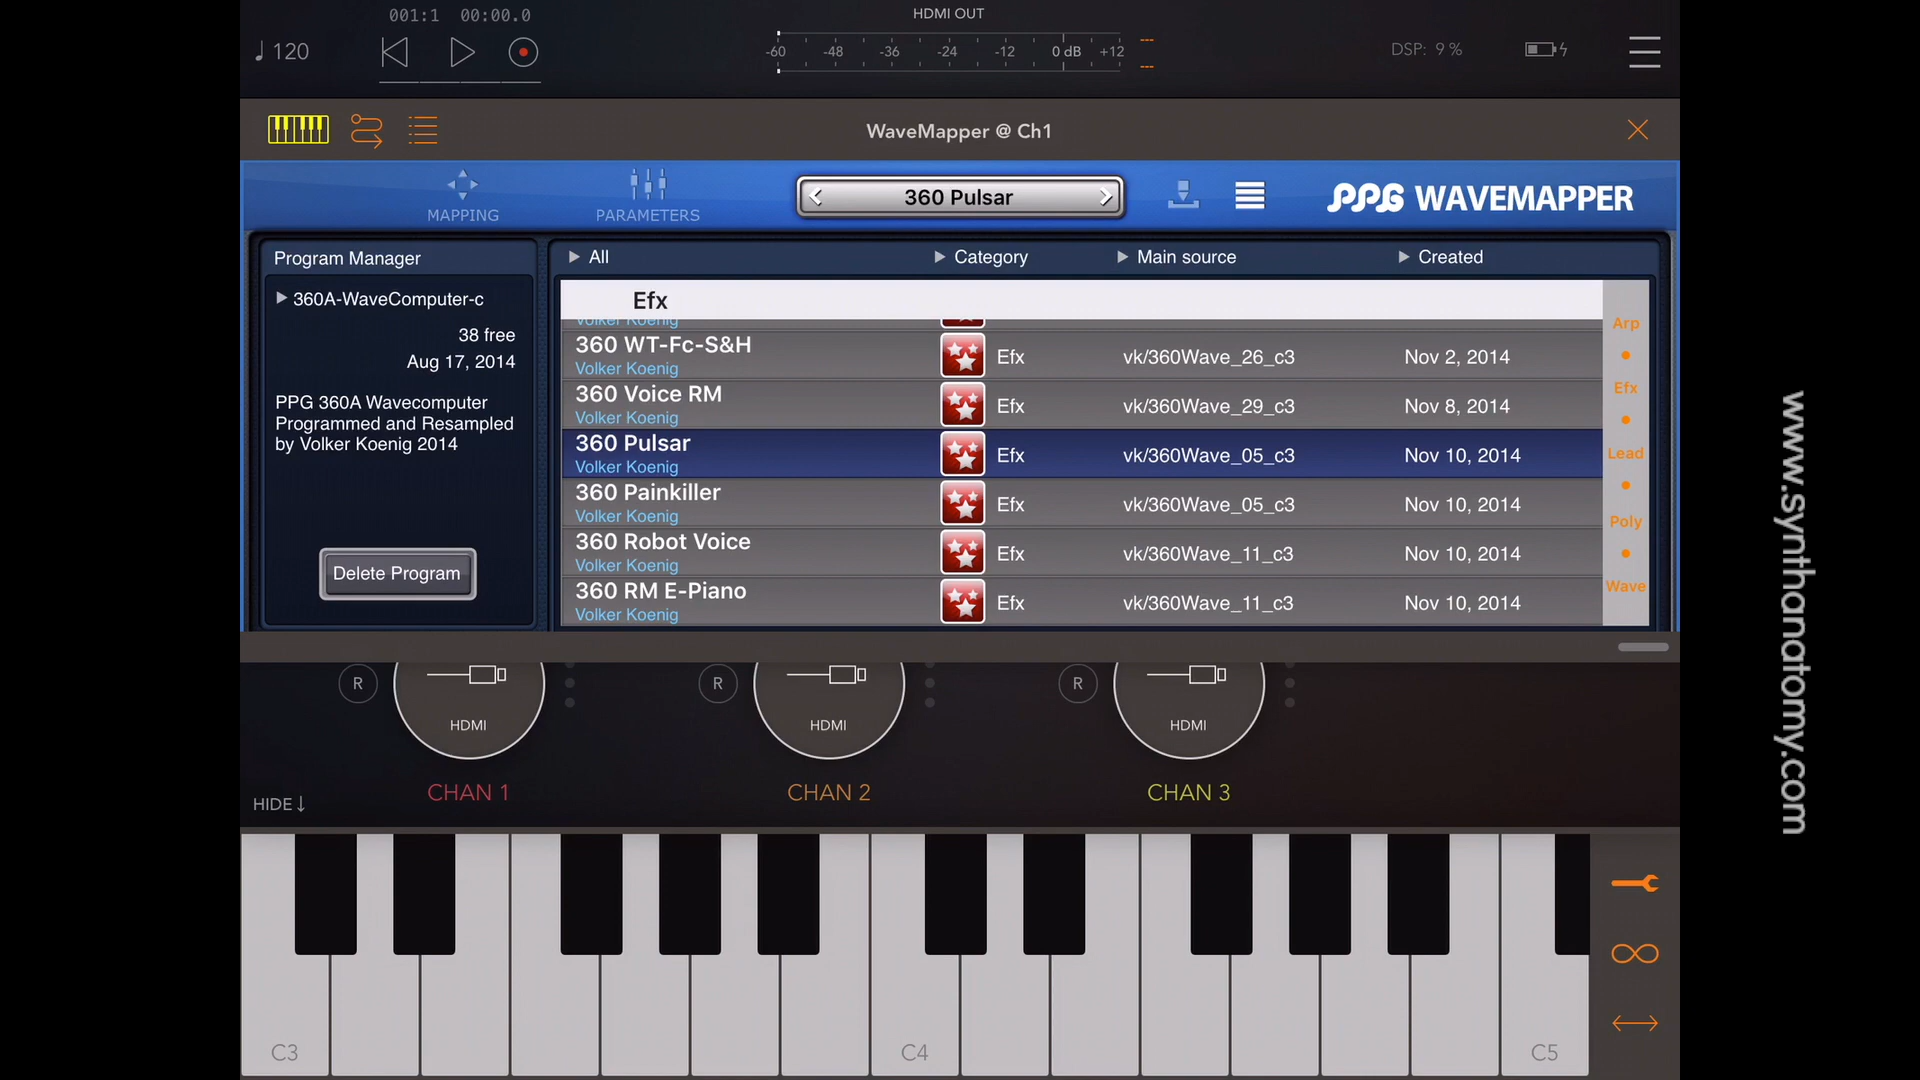 001:1 00:00.0
HDMI OUT
120
-60 -48 -36 -24 -12 0 dB +12
DSP: 9 %
WaveMapper @ Ch1
MAPPING
PARAMETERS
360 Pulsar
PPG WAVEMAPPER
Program Manager
360A-WaveComputer-c
38 free
Aug 17, 2014
PPG 360A Wavecomputer
Programmed and Resampled
by Volker Koenig 2014
Delete Program
All Category Main source Created
Efx
Volker Koenig
360 WT-Fc-S&H
Volker Koenig
Efx vk/360Wave_26_c3 Nov 2, 2014
360 Voice RM
Volker Koenig
Efx vk/360Wave_29_c3 Nov 8, 2014
360 Pulsar
Volker Koenig
Efx vk/360Wave_05_c3 Nov 10, 2014
360 Painkiller
Volker Koenig
Efx vk/360Wave_05_c3 Nov 10, 2014
360 Robot Voice
Volker Koenig
Efx vk/360Wave_11_c3 Nov 10, 2014
360 RM E-Piano
Volker Koenig
Efx vk/360Wave_11_c3 Nov 10, 2014
Arp
Efx
Lead
Poly
Wave
R HDMI R HDMI R HDMI
CHAN 1 CHAN 2 CHAN 3
HIDE
C3 C4 C5
www.synthanatomy.com